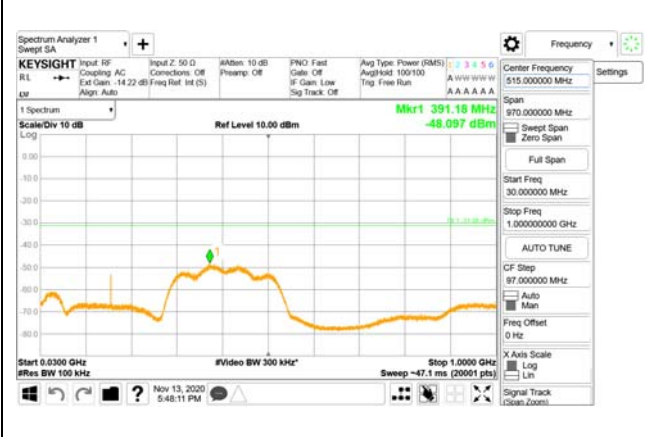 Spectrum Analyzer 1
Swept SA
+
Frequency
KEYSIGHT
RL
Input: RF
Coupling: AC
Ext Gain: -14.22 dB
Align: Auto
Input Z: 50 Ω
Corrections: Off
Freq Ref: Int (S)
#Atten: 10 dB
Preamp: Off
PNO: Fast
Gate: Off
IF Gain: Low
Sig Track: Off
Avg Type: Power (RMS)
Avg|Hold: 100/100
Trig: Free Run
1 2 3 4 5 6
A W W W W W
A A A A A A
1 Spectrum
Scale/Div 10 dB
Ref Level 10.00 dBm
Mkr1 391.18 MHz
-48.097 dBm
Log
0.00
-10.0
-20.0
-30.0
-40.0
-50.0
-60.0
-70.0
-80.0
1
Start 0.0300 GHz
#Res BW 100 kHz
#Video BW 300 kHz*
Stop 1.0000 GHz
Sweep ~47.1 ms (20001 pts)
Nov 13, 2020
5:48:11 PM
Settings
Center Frequency
515.000000 MHz
Span
970.000000 MHz
Swept Span
Zero Span
Full Span
Start Freq
30.000000 MHz
Stop Freq
1.000000000 GHz
AUTO TUNE
CF Step
97.000000 MHz
Auto
Man
Freq Offset
0 Hz
X Axis Scale
Log
Lin
Signal Track
(Span Zoom)